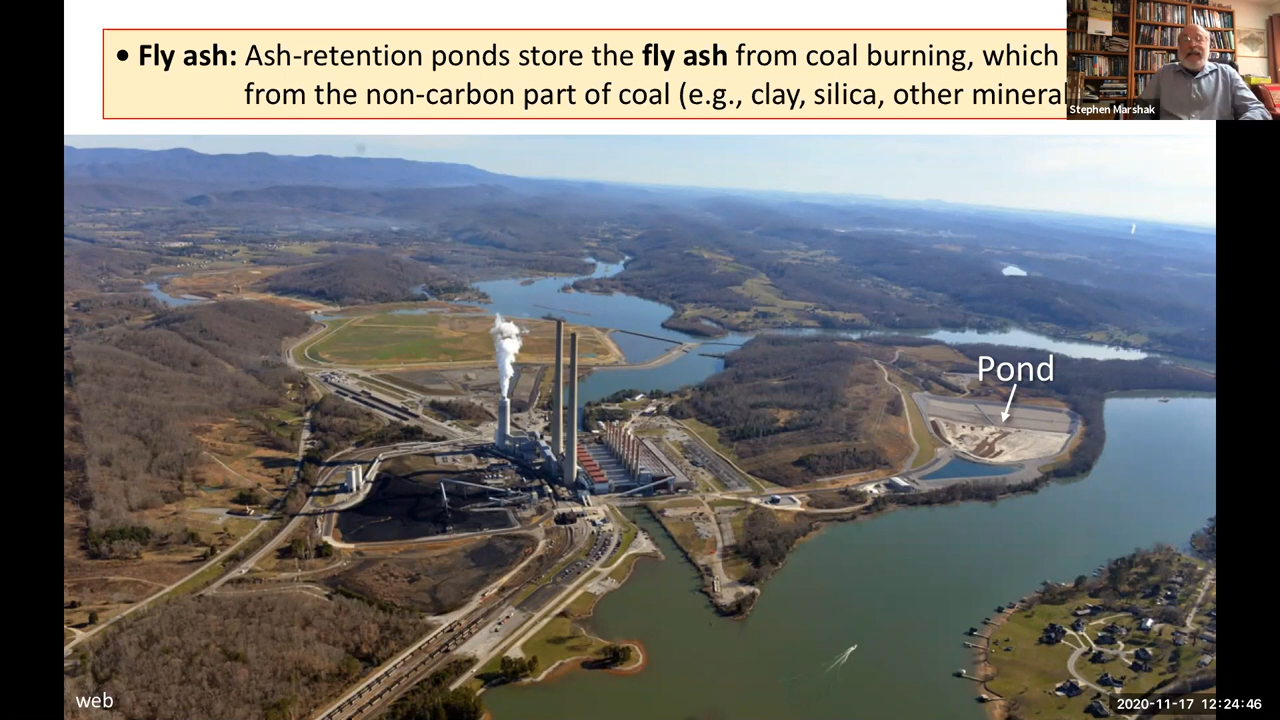 • Fly ash: Ash-retention ponds store the fly ash from coal burning, which
from the non-carbon part of coal (e.g., clay, silica, other
Stephen Marshak
Pond
web
2020-11-17 12:24:46